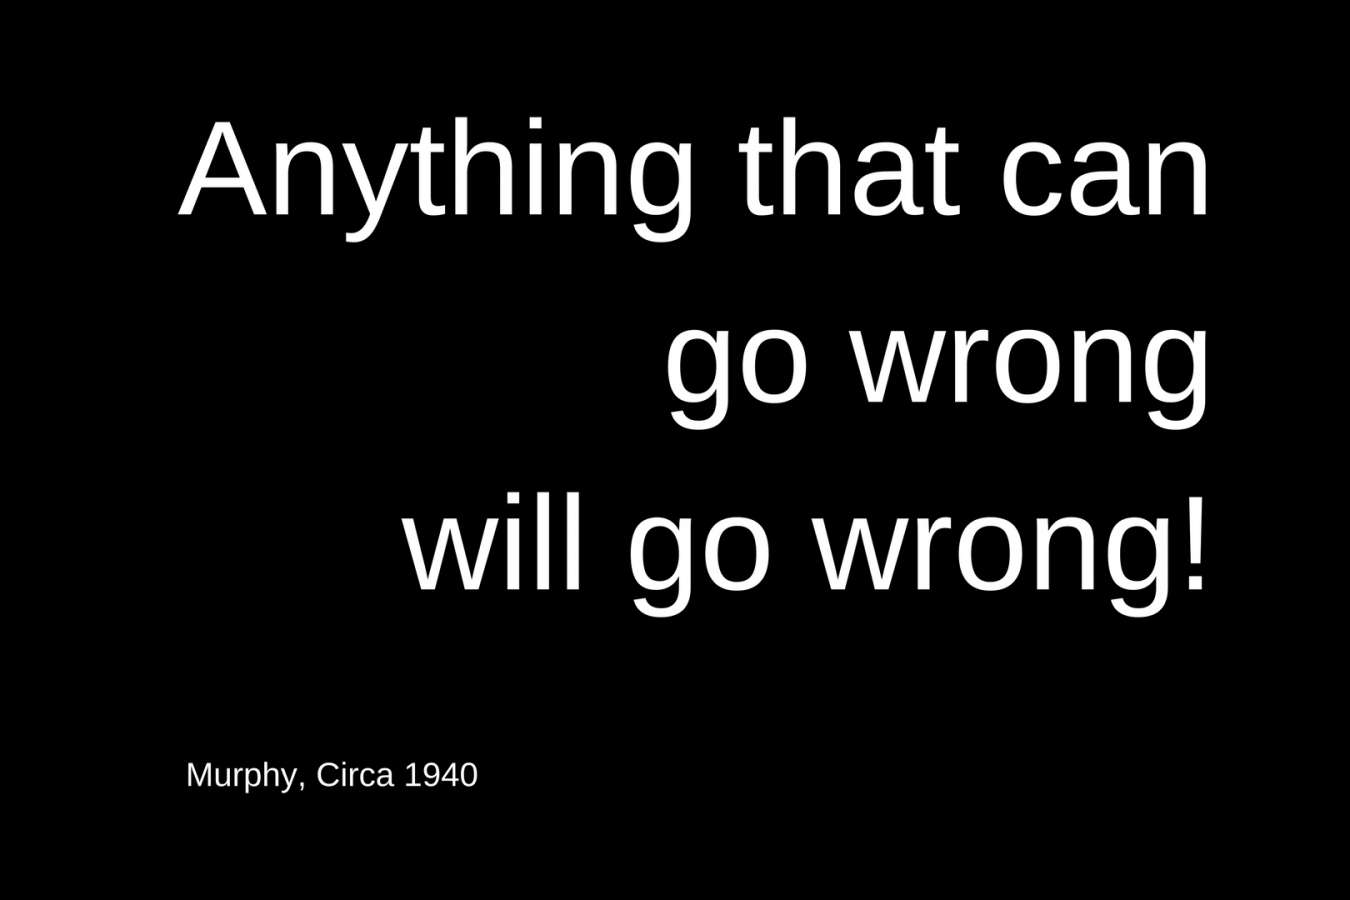 Anything that can
go wrong
will go wrong!
Murphy, Circa 1940